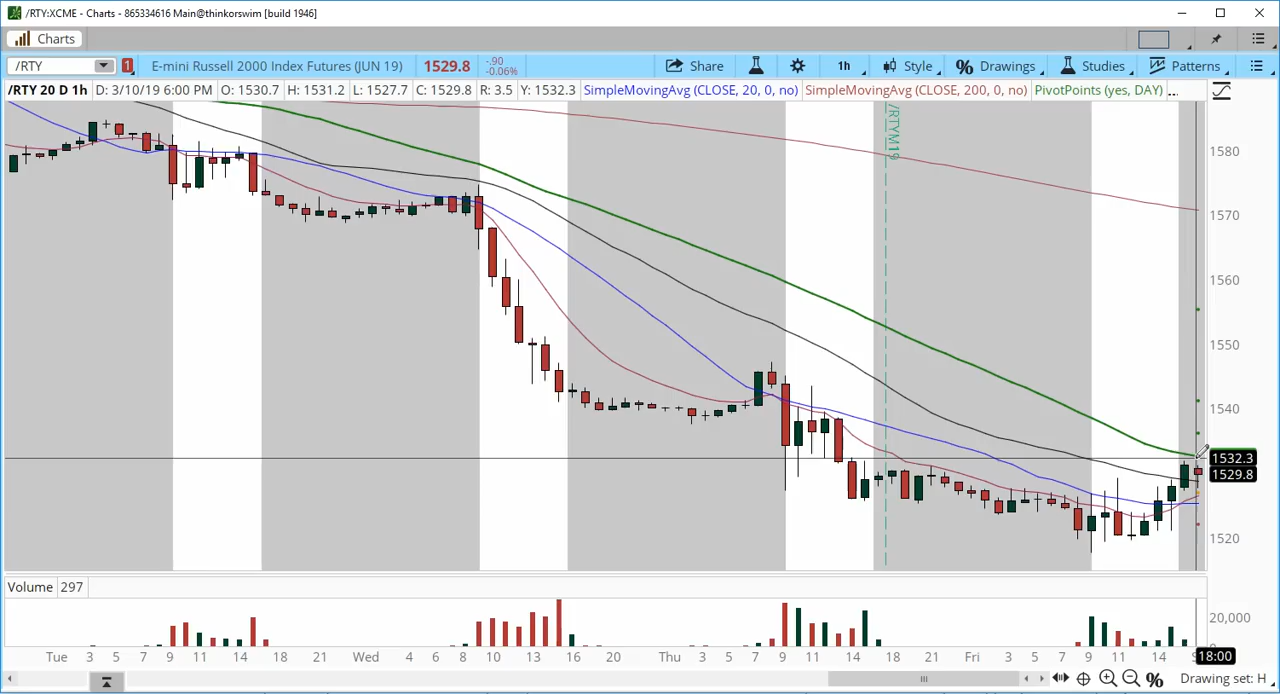 /RTY:XCME - Charts - 865334616 Main@thinkorswim [build 1946]
Charts
/RTY 1 E-mini Russell 2000 Index Futures (JUN 19) 1529.8 -.90 -0.06% Share 1h Style Drawings Studies Patterns
/RTY 20 D 1h D: 3/10/19 6:00 PM O: 1530.7 H: 1531.2 L: 1527.7 C: 1529.8 R: 3.5 Y: 1532.3 SimpleMovingAvg (CLOSE, 20, 0, no) SimpleMovingAvg (CLOSE, 200, 0, no) PivotPoints (yes, DAY) ...
/RTYM19
1580
1570
1560
1550
1540
1532.3
1529.8
1520
Volume 297
20,000
Tue 3 5 7 9 11 14 18 21 Wed 4 6 8 10 13 16 20 Thu 3 5 7 9 11 14 18 21 Fri 3 5 7 9 11 14 18:00
Drawing set: H